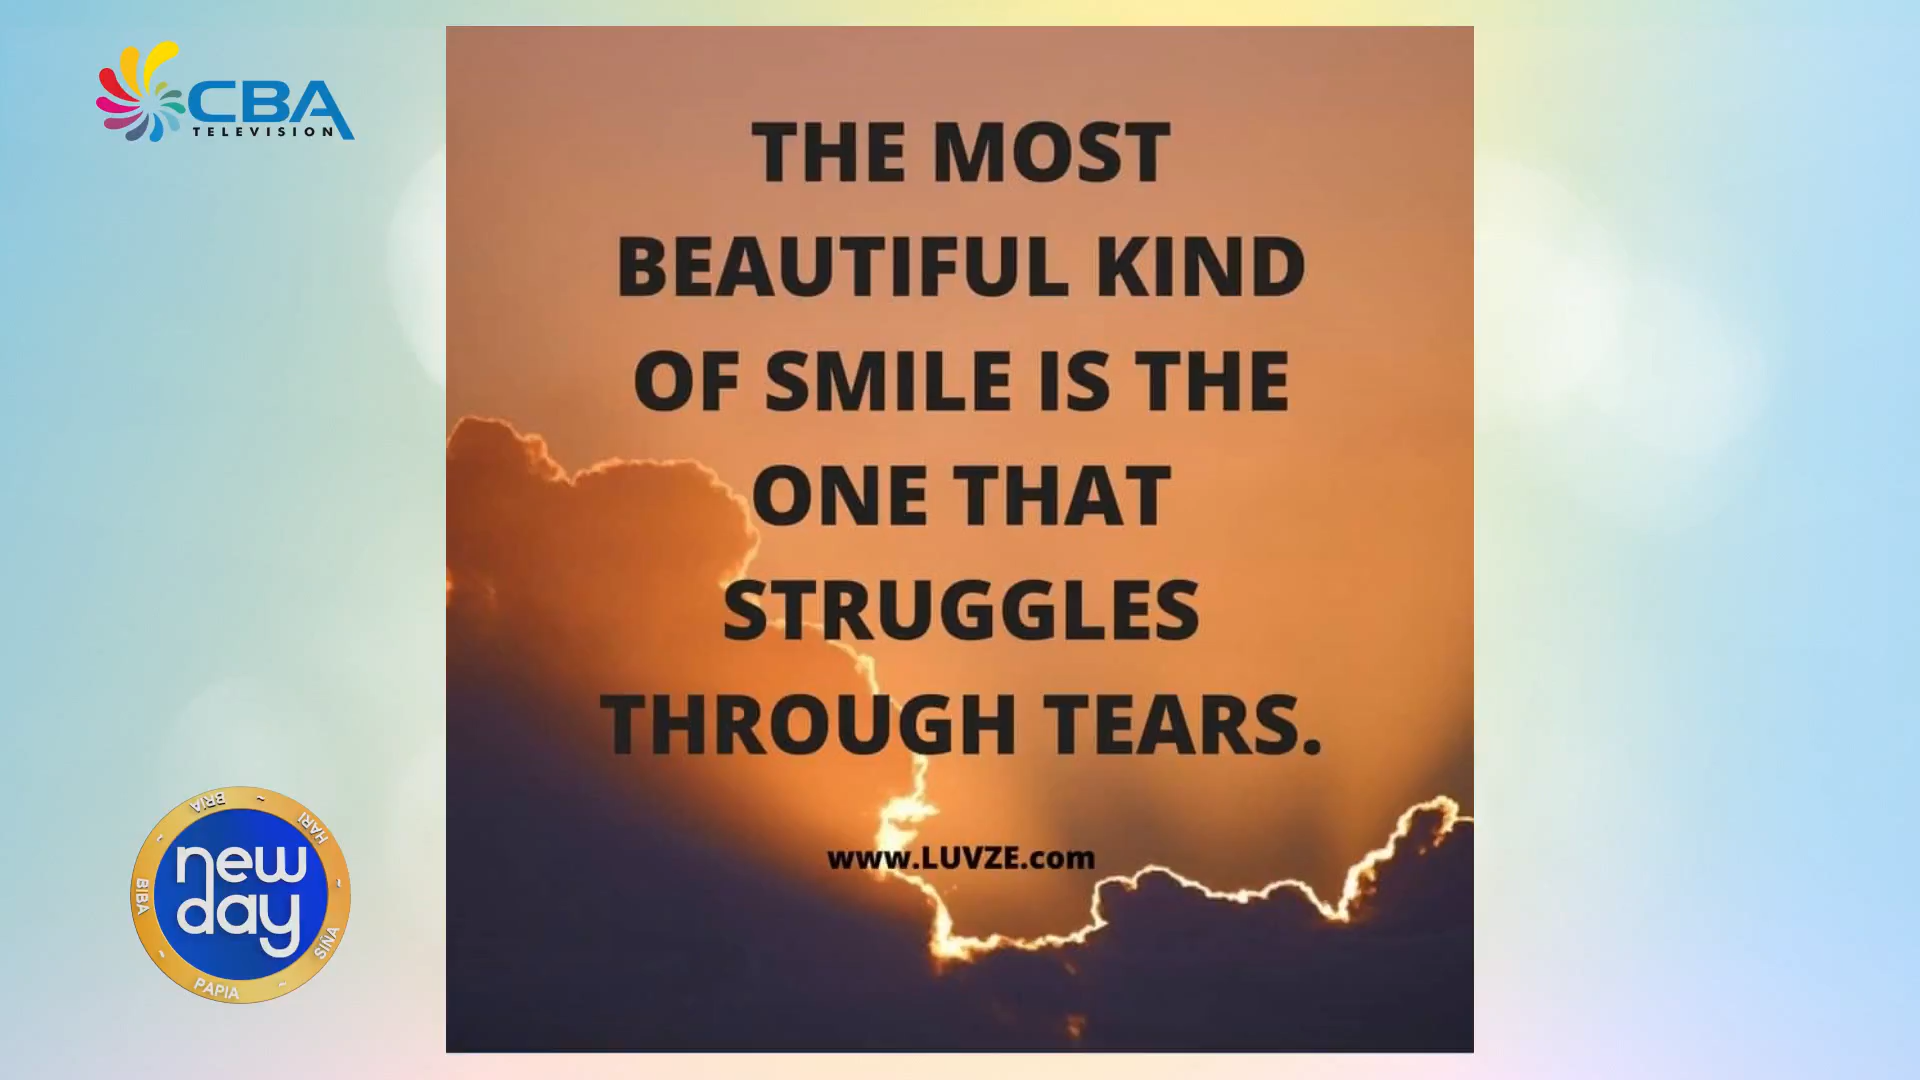 CBA
TELEVISION
THE MOST
BEAUTIFUL KIND
OF SMILE IS THE
ONE THAT
STRUGGLES
THROUGH TEARS.
www.LUVZE.com
new
day
BRIA ~ HARI ~ SIÑA ~ PAPIA ~ BIBA ~